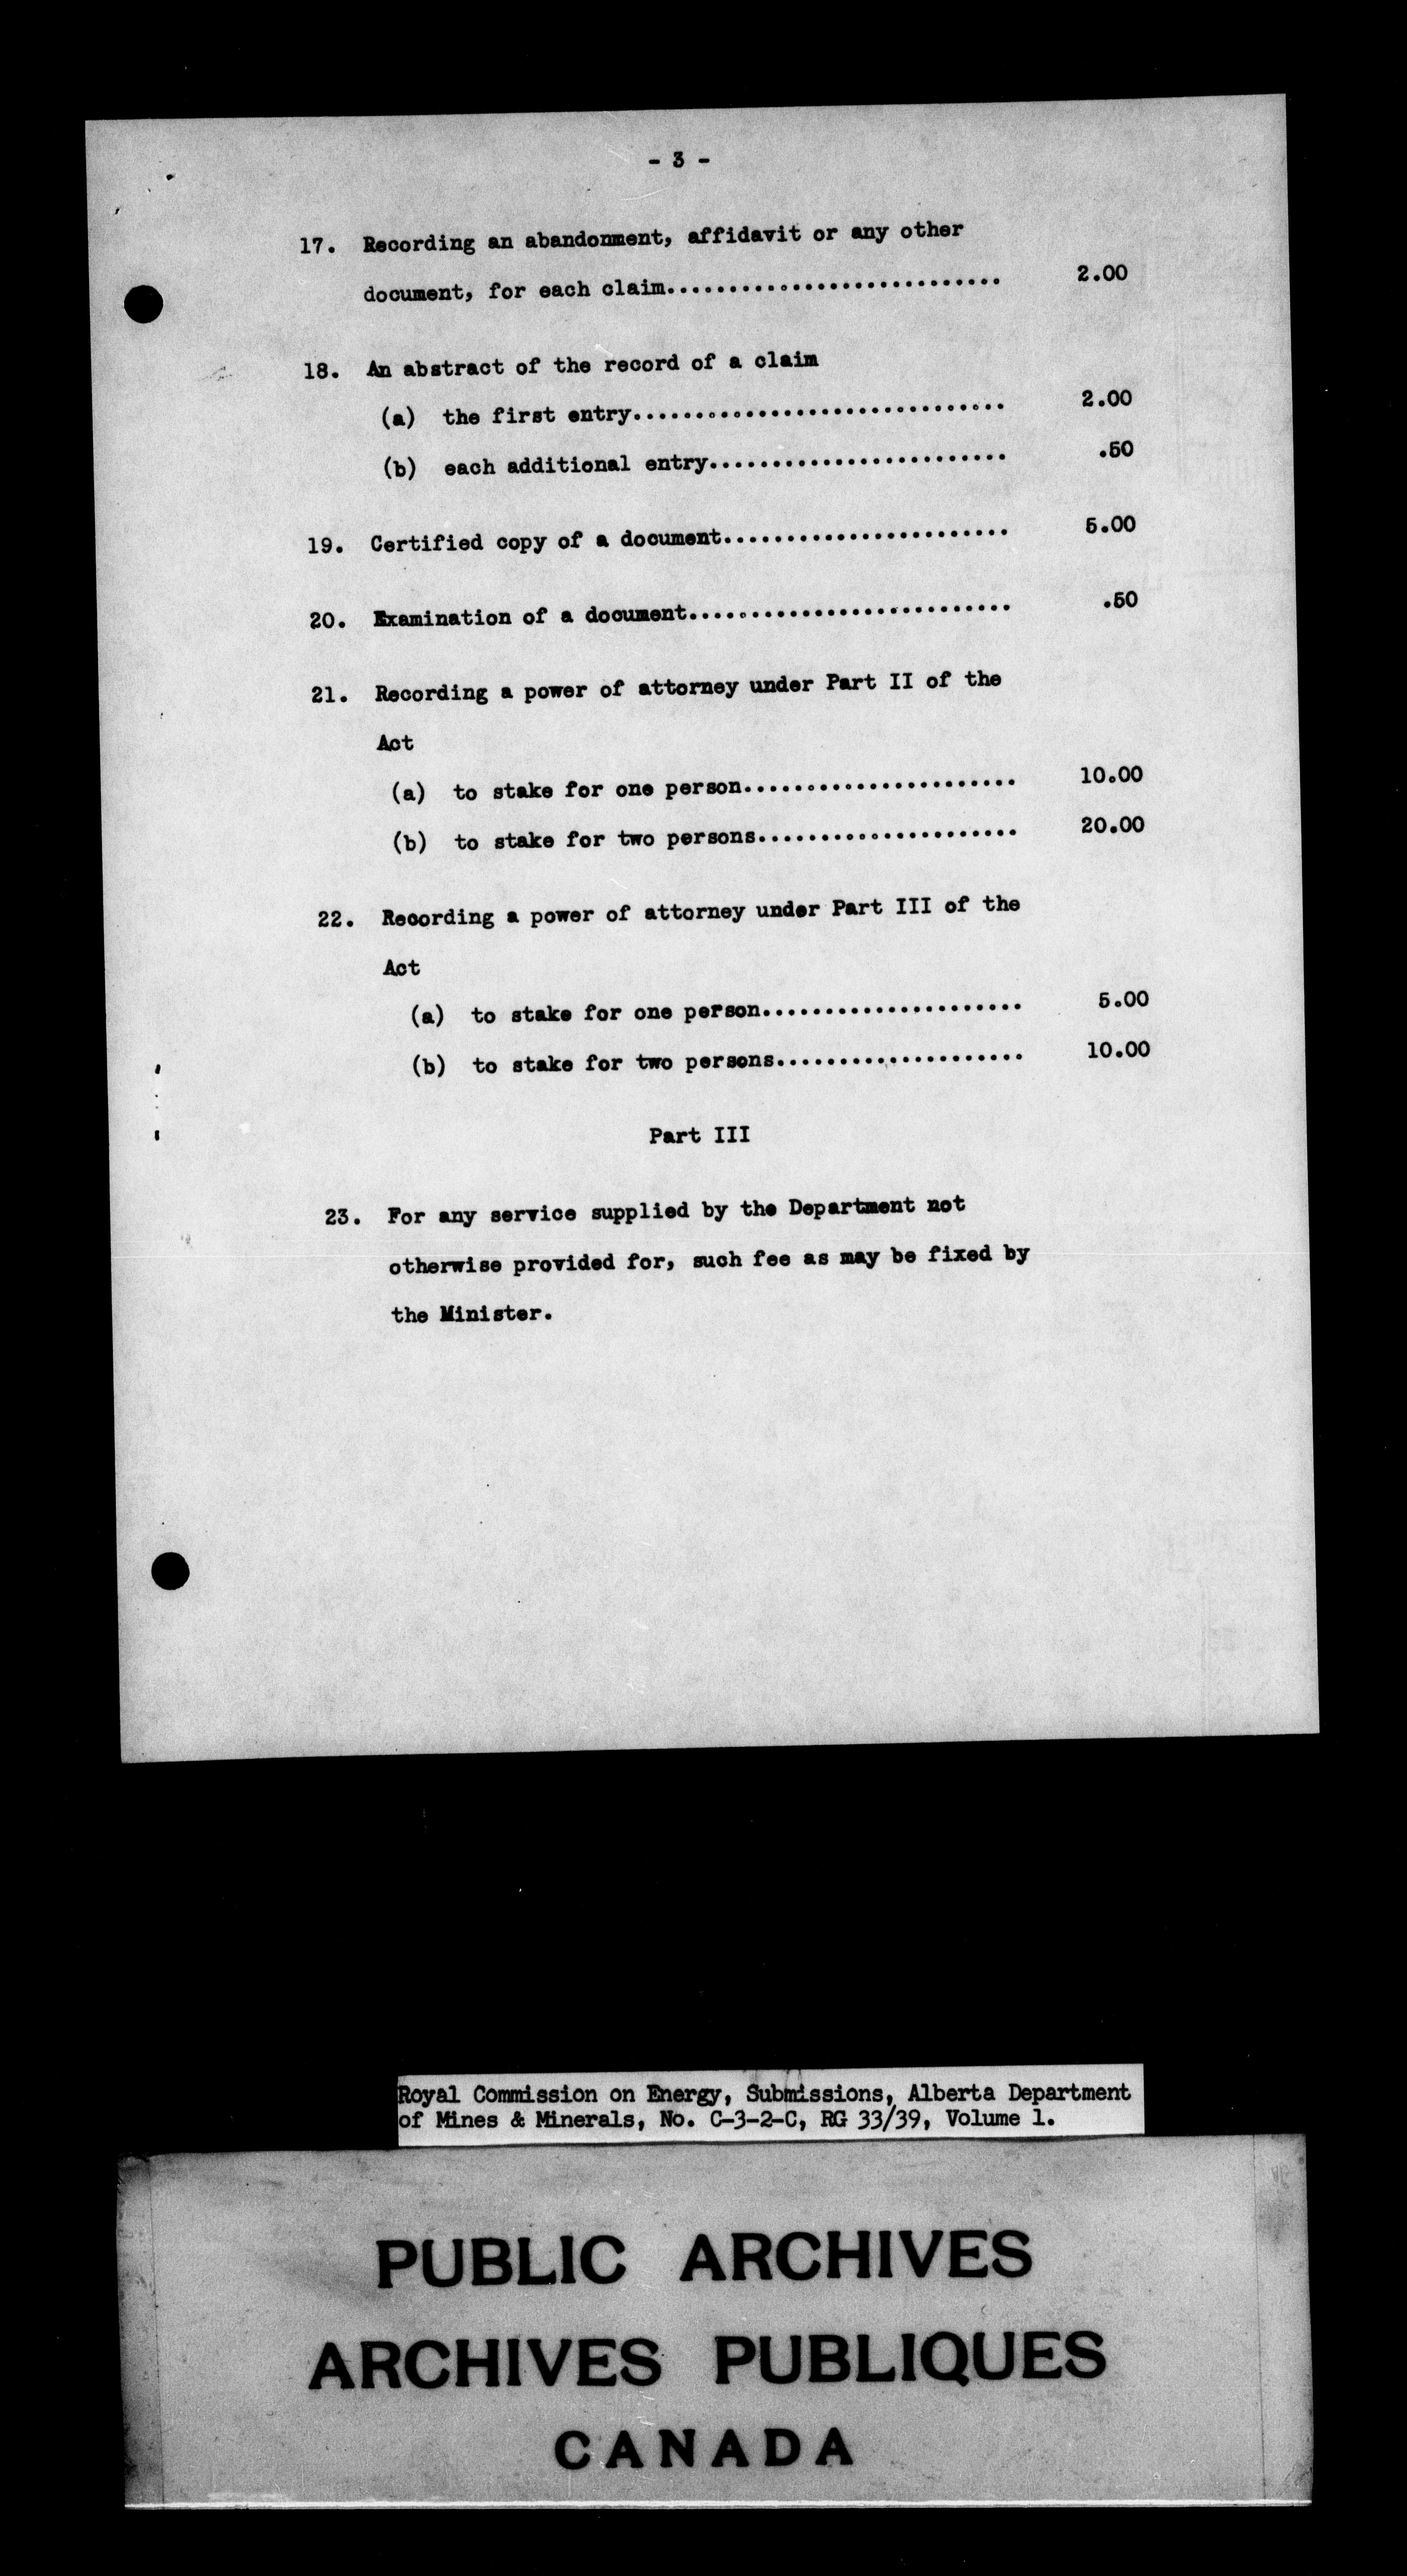 - 3 -
17. Recording an abandonment, affidavit or any other
document, for each claim........................... 2.00
18. An abstract of the record of a claim
(a) the first entry.............................. 2.00
(b) each additional entry........................ .50
19. Certified copy of a document....................... 5.00
20. Examination of a document.......................... .50
21. Recording a power of attorney under Part II of the
Act
(a) to stake for one person...................... 10.00
(b) to stake for two persons..................... 20.00
22. Recording a power of attorney under Part III of the
Act
(a) to stake for one person..................... 5.00
(b) to stake for two persons.................... 10.00
Part III
23. For any service supplied by the Department not
otherwise provided for, such fee as may be fixed by
the Minister.
Royal Commission on Energy, Submissions, Alberta Department
of Mines & Minerals, No. C-3-2-C, RG 33/39, Volume 1.
PUBLIC ARCHIVES
ARCHIVES PUBLIQUES
CANADA